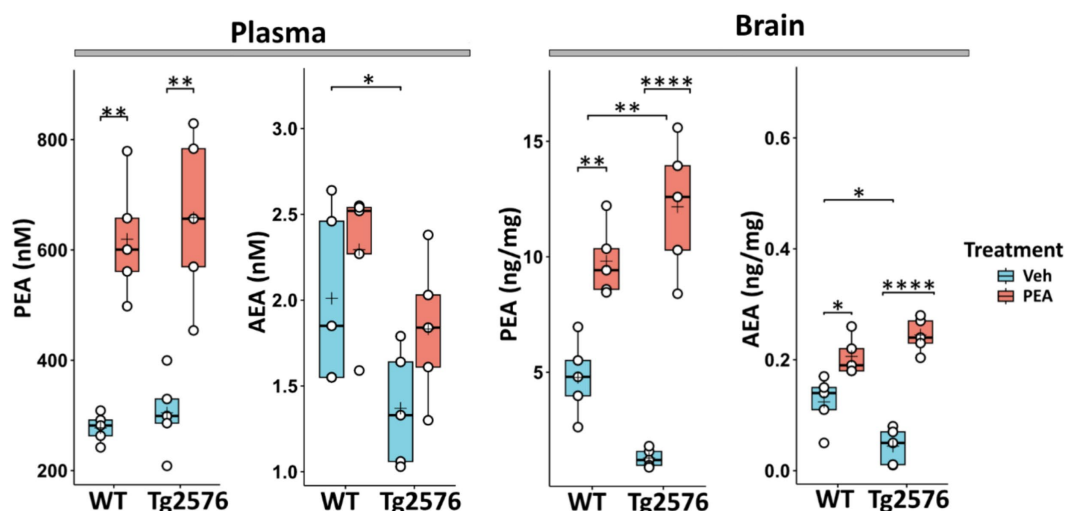 Plasma
Brain
PEA (nM)
800
600
400
200
**
**
WT
Tg2576
AEA (nM)
3.0
2.5
2.0
1.5
1.0
*
WT
Tg2576
PEA (ng/mg)
15
10
5
**
**
****
WT
Tg2576
AEA (ng/mg)
0.6
0.4
0.2
0.0
*
*
****
WT
Tg2576
Treatment
Veh
PEA